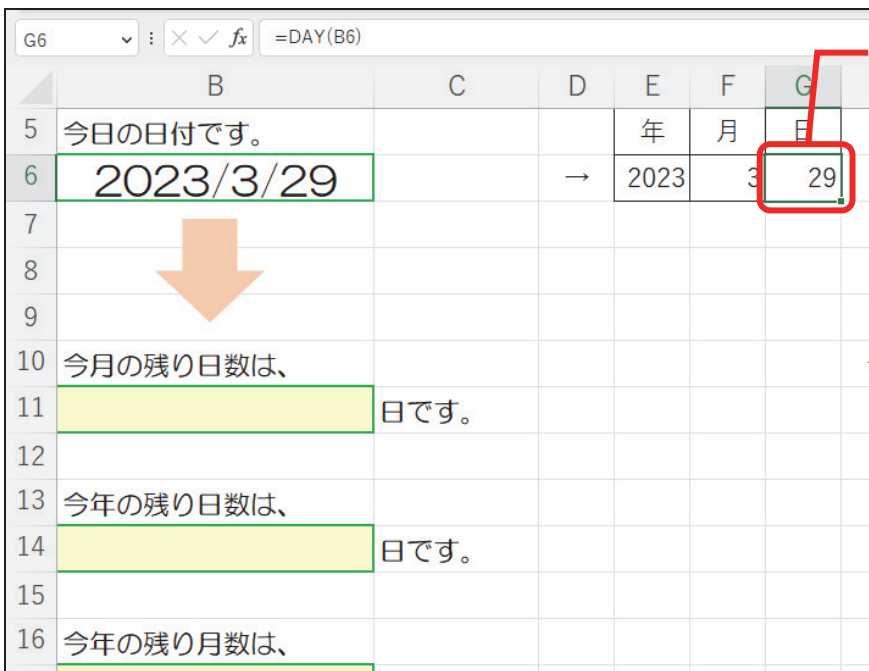 G6 fx =DAY(B6)
B C D E F G
5 今日の日付です。 年 月 日
6 2023/3/29 → 2023 3 29
7
8
9
10 今月の残り日数は、
11 日です。
12
13 今年の残り日数は、
14 日です。
15
16 今年の残り月数は、